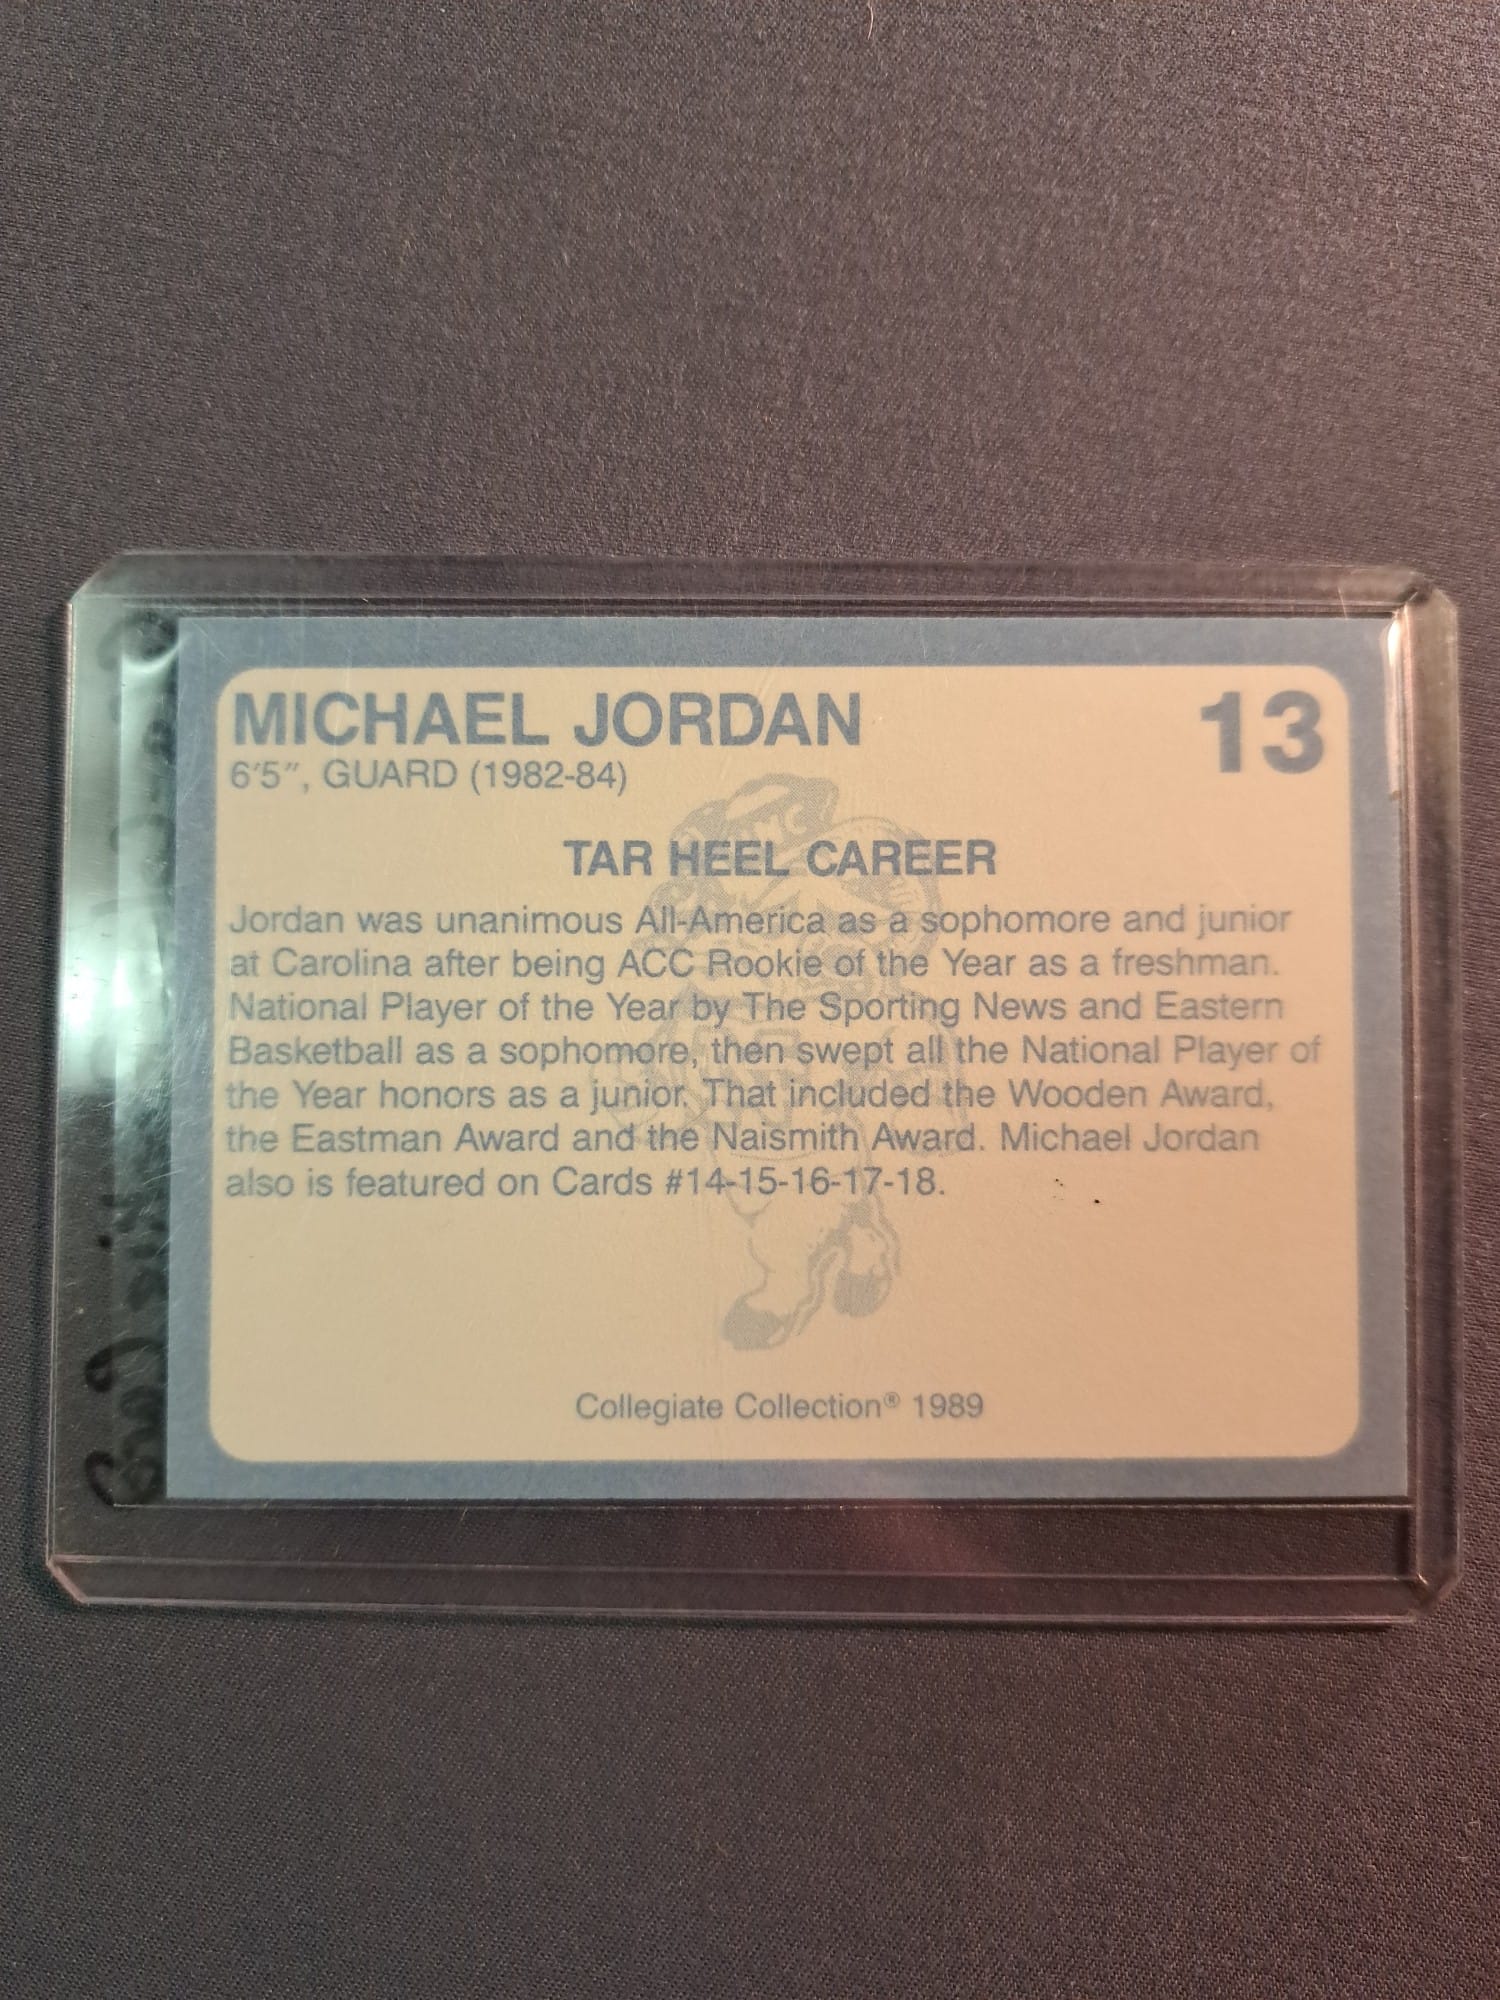 MICHAEL JORDAN 13
6'5", GUARD (1982-84)
TAR HEEL CAREER
Jordan was unanimous All-America as a sophomore and junior
at Carolina after being ACC Rookie of the Year as a freshman.
National Player of the Year by The Sporting News and Eastern
Basketball as a sophomore, then swept all the National Player of
the Year honors as a junior. That included the Wooden Award,
the Eastman Award and the Naismith Award. Michael Jordan
also is featured on Cards #14-15-16-17-18.
Collegiate Collection® 1989